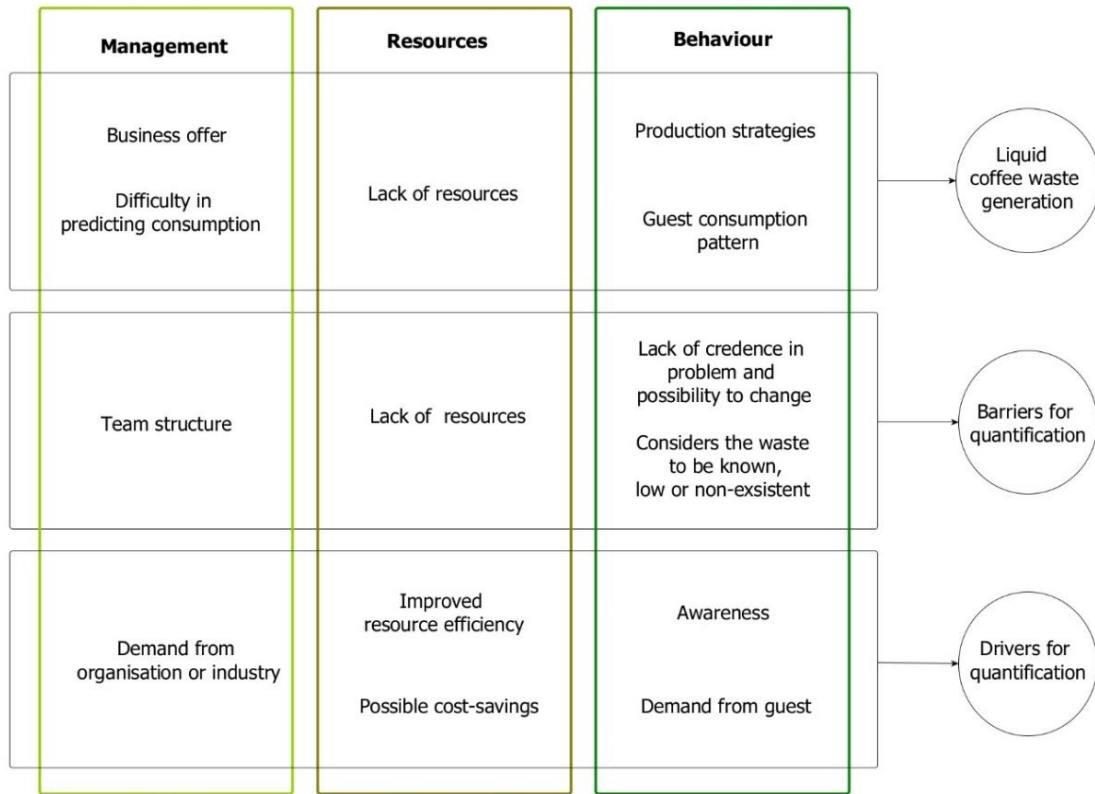 Management
Resources
Behaviour
Business offer
Difficulty in
predicting consumption
Lack of resources
Production strategies
Guest consumption
pattern
Liquid
coffee waste
generation
Team structure
Lack of  resources
Lack of credence in
problem and
possibility to change
Considers the waste
to be known,
low or non-exsistent
Barriers for
quantification
Demand from
organisation or industry
Improved
resource efficiency
Possible cost-savings
Awareness
Demand from guest
Drivers for
quantification